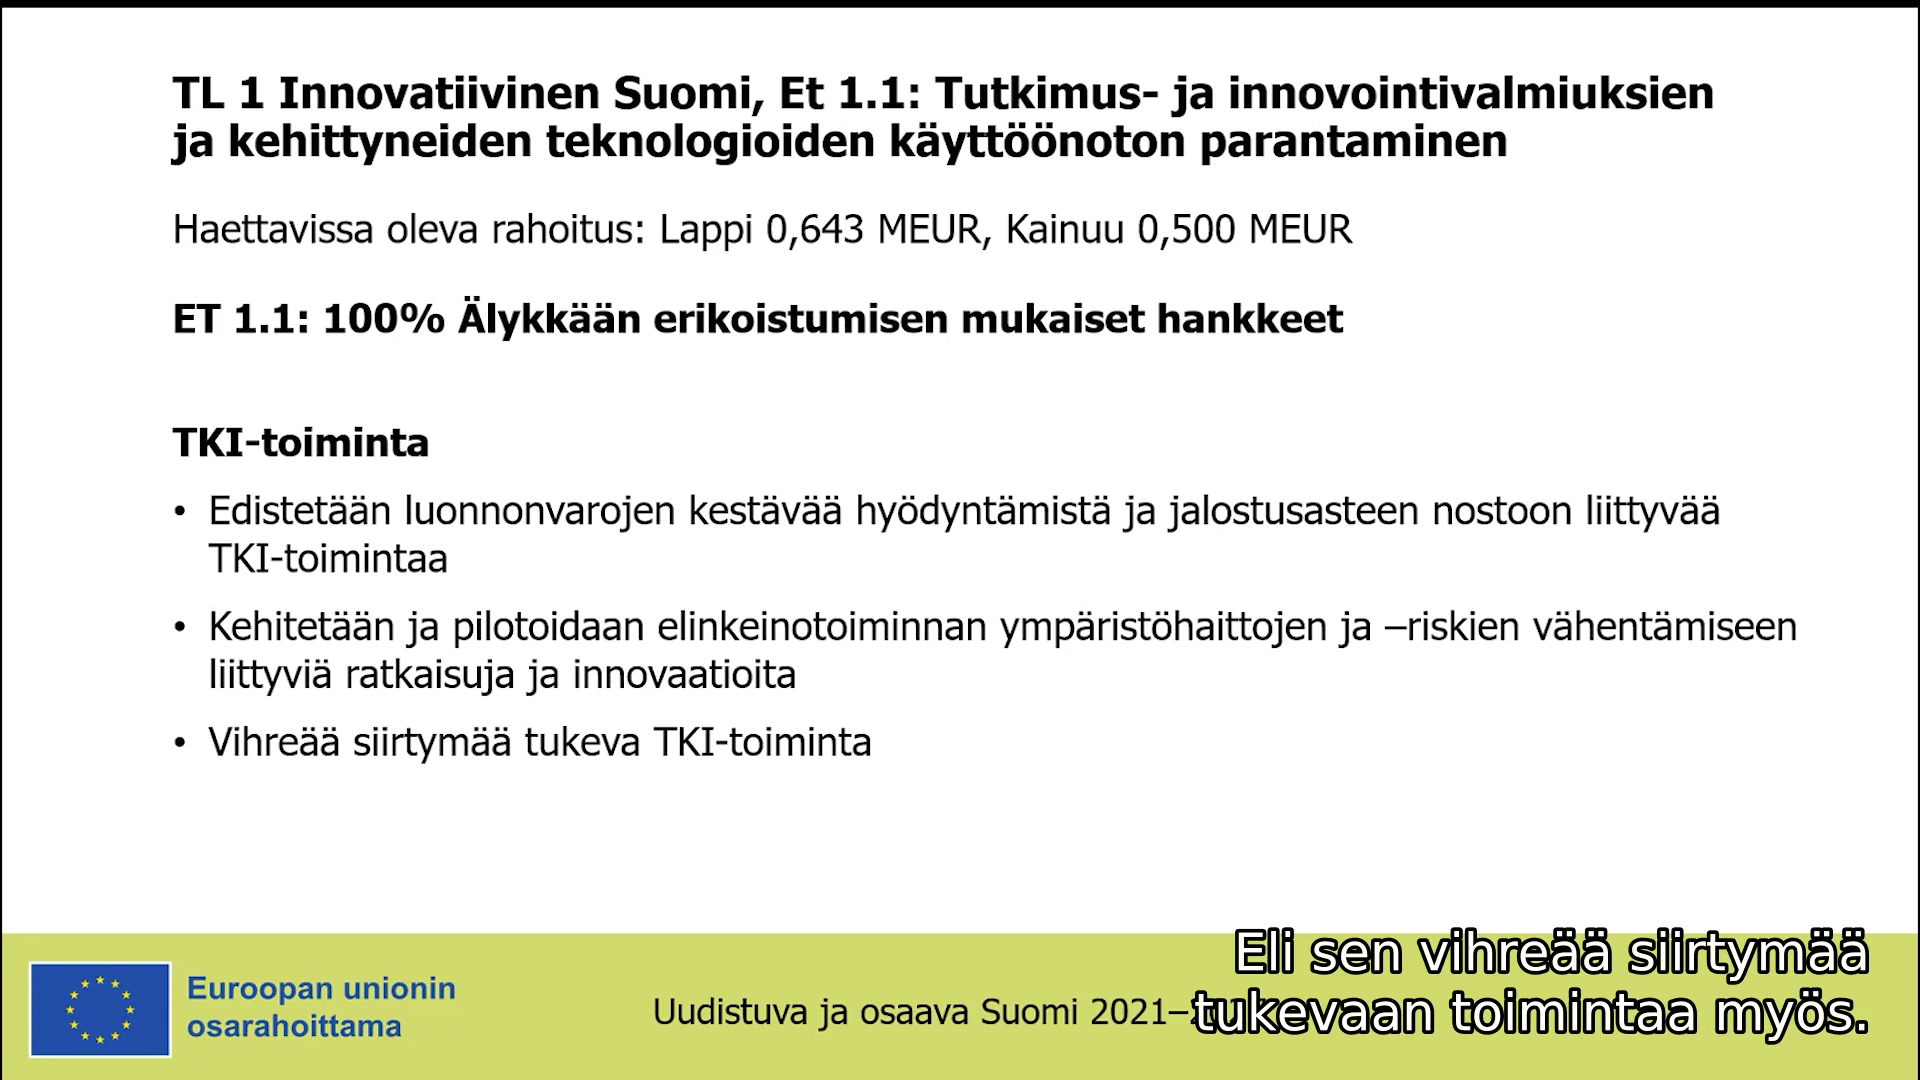 TL 1 Innovatiivinen Suomi, Et 1.1: Tutkimus- ja innovointivalmiuksien
ja kehittyneiden teknologioiden käyttöönoton parantaminen
Haettavissa oleva rahoitus: Lappi 0,643 MEUR, Kainuu 0,500 MEUR
ET 1.1: 100% Älykkään erikoistumisen mukaiset hankkeet
TKI-toiminta
• Edistetään luonnonvarojen kestävää hyödyntämistä ja jalostusasteen nostoon liittyvää
TKI-toimintaa
• Kehitetään ja pilotoidaan elinkeinotoiminnan ympäristöhaittojen ja –riskien vähentämiseen
liittyviä ratkaisuja ja innovaatioita
• Vihreää siirtymää tukeva TKI-toiminta
Euroopan unionin
osarahoittama
Uudistuva ja osaava Suomi 2021–
Eli sen vihreää siirtymää
tukevaan toimintaa myös.